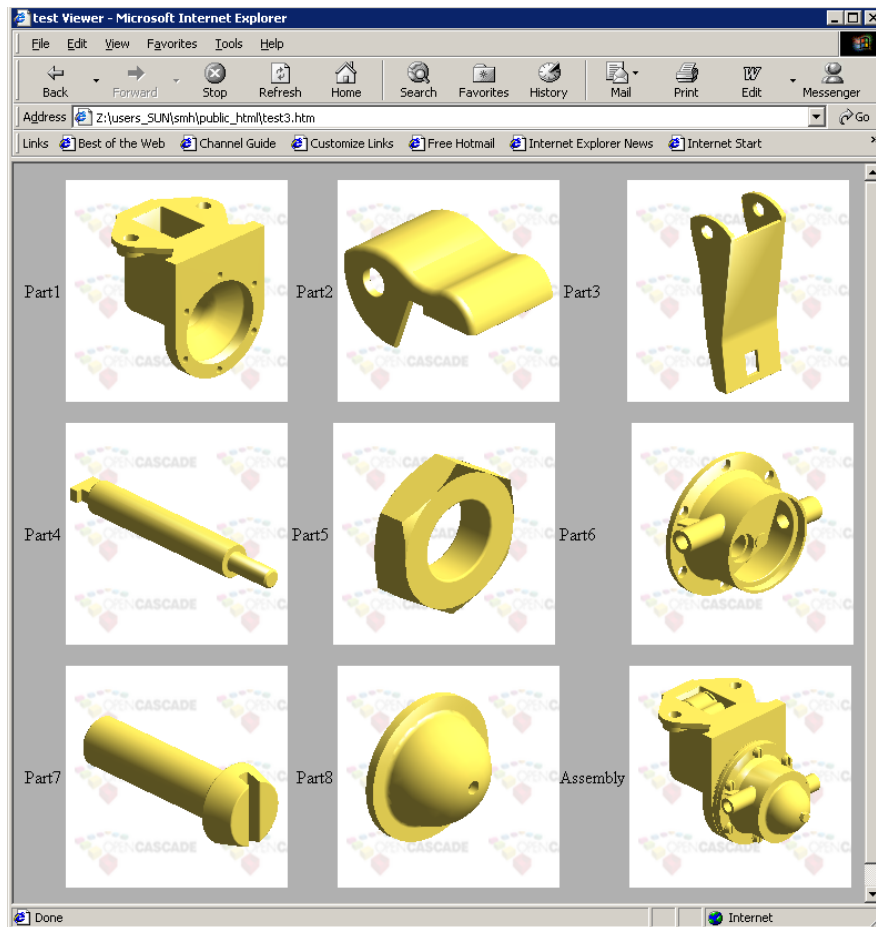 test Viewer - Microsoft Internet Explorer
File Edit View Favorites Tools Help
Back Forward Stop Refresh Home Search Favorites History Mail Print Edit Messenger
Address Z:\users_SUN\smh\public_html\test3.htm Go
Links Best of the Web Channel Guide Customize Links Free Hotmail Internet Explorer News Internet Start »
Part1 Part2 Part3
OPENCASCADE
Part4 Part5 Part6
OPENCASCADE
Part7 Part8 Assembly
OPENCASCADE
Done Internet